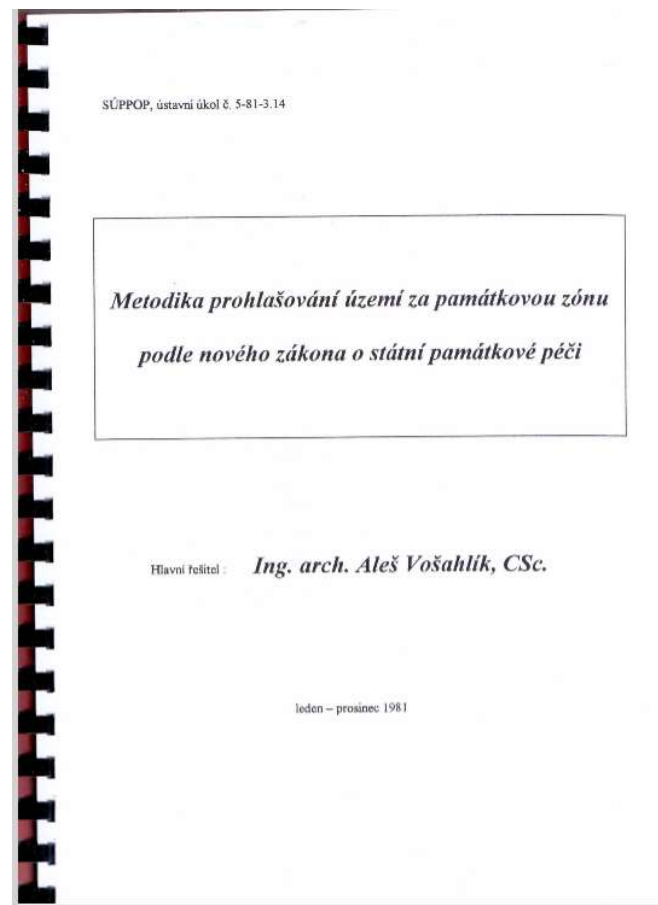 SÚPPOP, ústavní úkol č. 5-81-3.14
Metodika prohlašování území za památkovou zónu
podle nového zákona o státní památkové péči
Hlavní řešitel : Ing. arch. Aleš Vošahlík, CSc.
leden – prosinec 1981